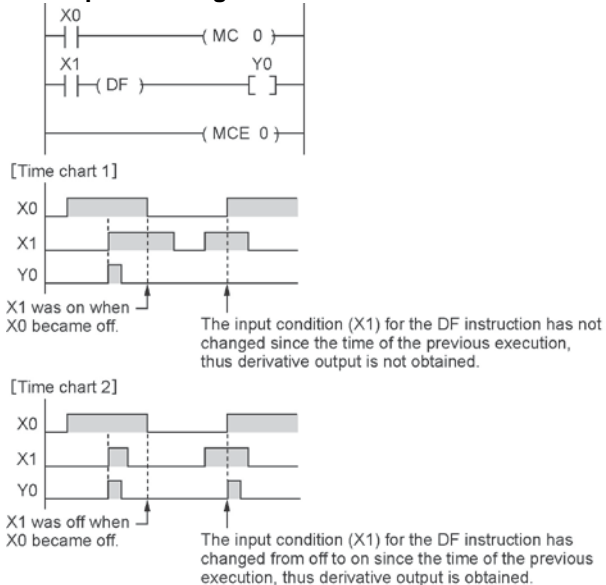 X0
( MC 0 )
X1
Y0
( DF )
( MCE 0 )
[Time chart 1]
X0
X1
Y0
X1 was on when
X0 became off.
The input condition (X1) for the DF instruction has not
changed since the time of the previous execution,
thus derivative output is not obtained.
[Time chart 2]
X0
X1
Y0
X1 was off when
X0 became off.
The input condition (X1) for the DF instruction has
changed from off to on since the time of the previous
execution, thus derivative output is obtained.